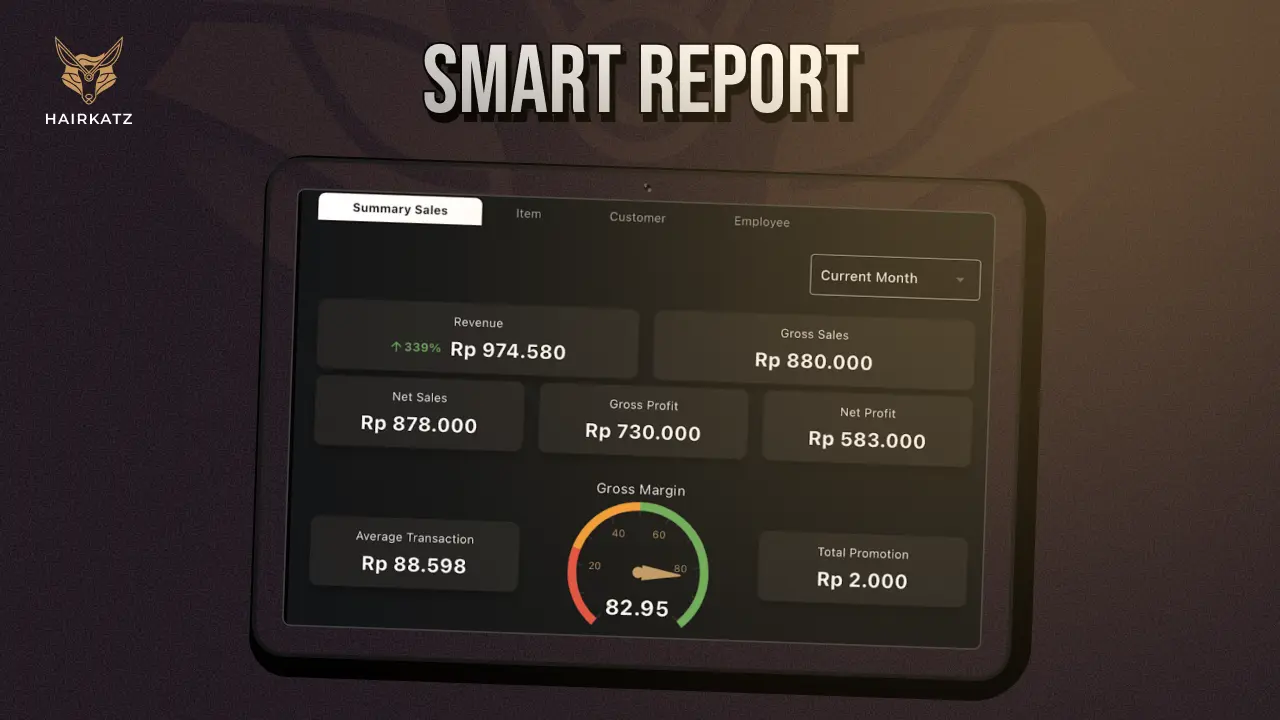 SMART REPORT
HAIRKATZ
Summary Sales
Item
Customer
Employee
Current Month
Revenue
↑339% Rp 974.580
Gross Sales
Rp 880.000
Net Sales
Rp 878.000
Gross Profit
Rp 730.000
Net Profit
Rp 583.000
Gross Margin
20
40
60
80
82.95
Average Transaction
Rp 88.598
Total Promotion
Rp 2.000